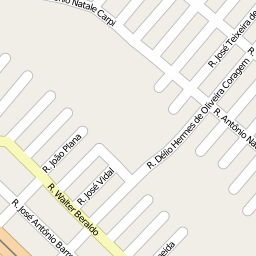 Natale Carpi
R. José Teixeira de
R. Délio Hermes de Oliveira Coragem
R. Antônio Na
R. João Plana
R. José Vidal
R. Walter Beraldo
R. José Antônio Barr
eida